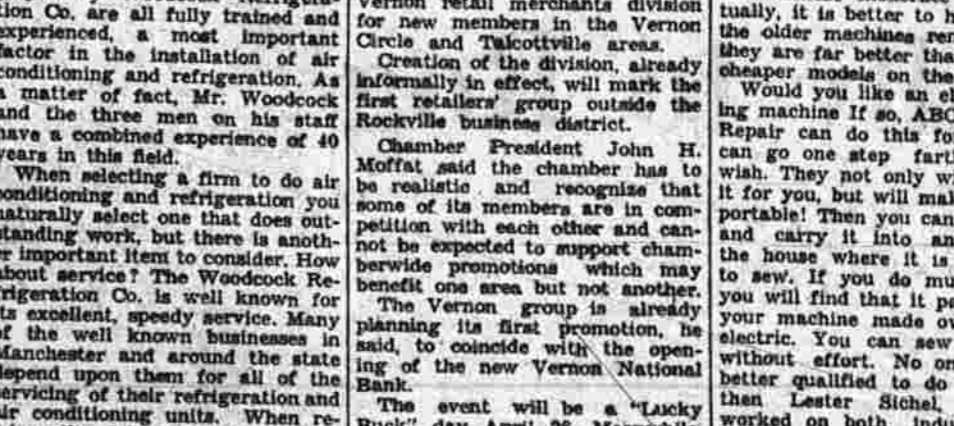 Co. are all fully trained and
experienced, a most important
factor in the installation of air
conditioning and refrigeration. As
a matter of fact, Mr. Woodcock
and the three men on his staff
have a combined experience of 40
years in this field.
When selecting a firm to do air
conditioning and refrigeration you
naturally select one that does out-
standing work, but there is anoth-
er important item to consider. How
about service? The Woodcock Re-
frigeration Co. is well known for
its excellent, speedy service. Many
of the well known businesses in
Manchester and around the state
depend upon them for all of the
servicing of their refrigeration and
air conditioning units. When re-
Vernon retail merchants division
for new members in the Vernon
Circle and Talcottville areas.
Creation of the division, already
informally in effect, will mark the
first retailers' group outside the
Rockville business district.
Chamber President John H.
Moffat said the chamber has to
be realistic and recognize that
some of its members are in com-
petition with each other and can-
not be expected to support cham-
berwide promotions which may
benefit one area but not another.
The Vernon group is already
planning its first promotion, he
said, to coincide with the open-
ing of the new Vernon National
Bank.
The event will be a "Lucky
Buck" day April 26.
tually, it is better to
the older machines
they are far better
cheaper models on the
Would you like an
ing machine If so, ABC
Repair can do this
can go one step
wish. They not only
it for you, but will
portable! Then you can
and carry it into
the house where it is
to sew. If you do
you will find that it
your machine made
electric. You can sew
without effort. No
better qualified to do
then Lester Sichel,
worked on both